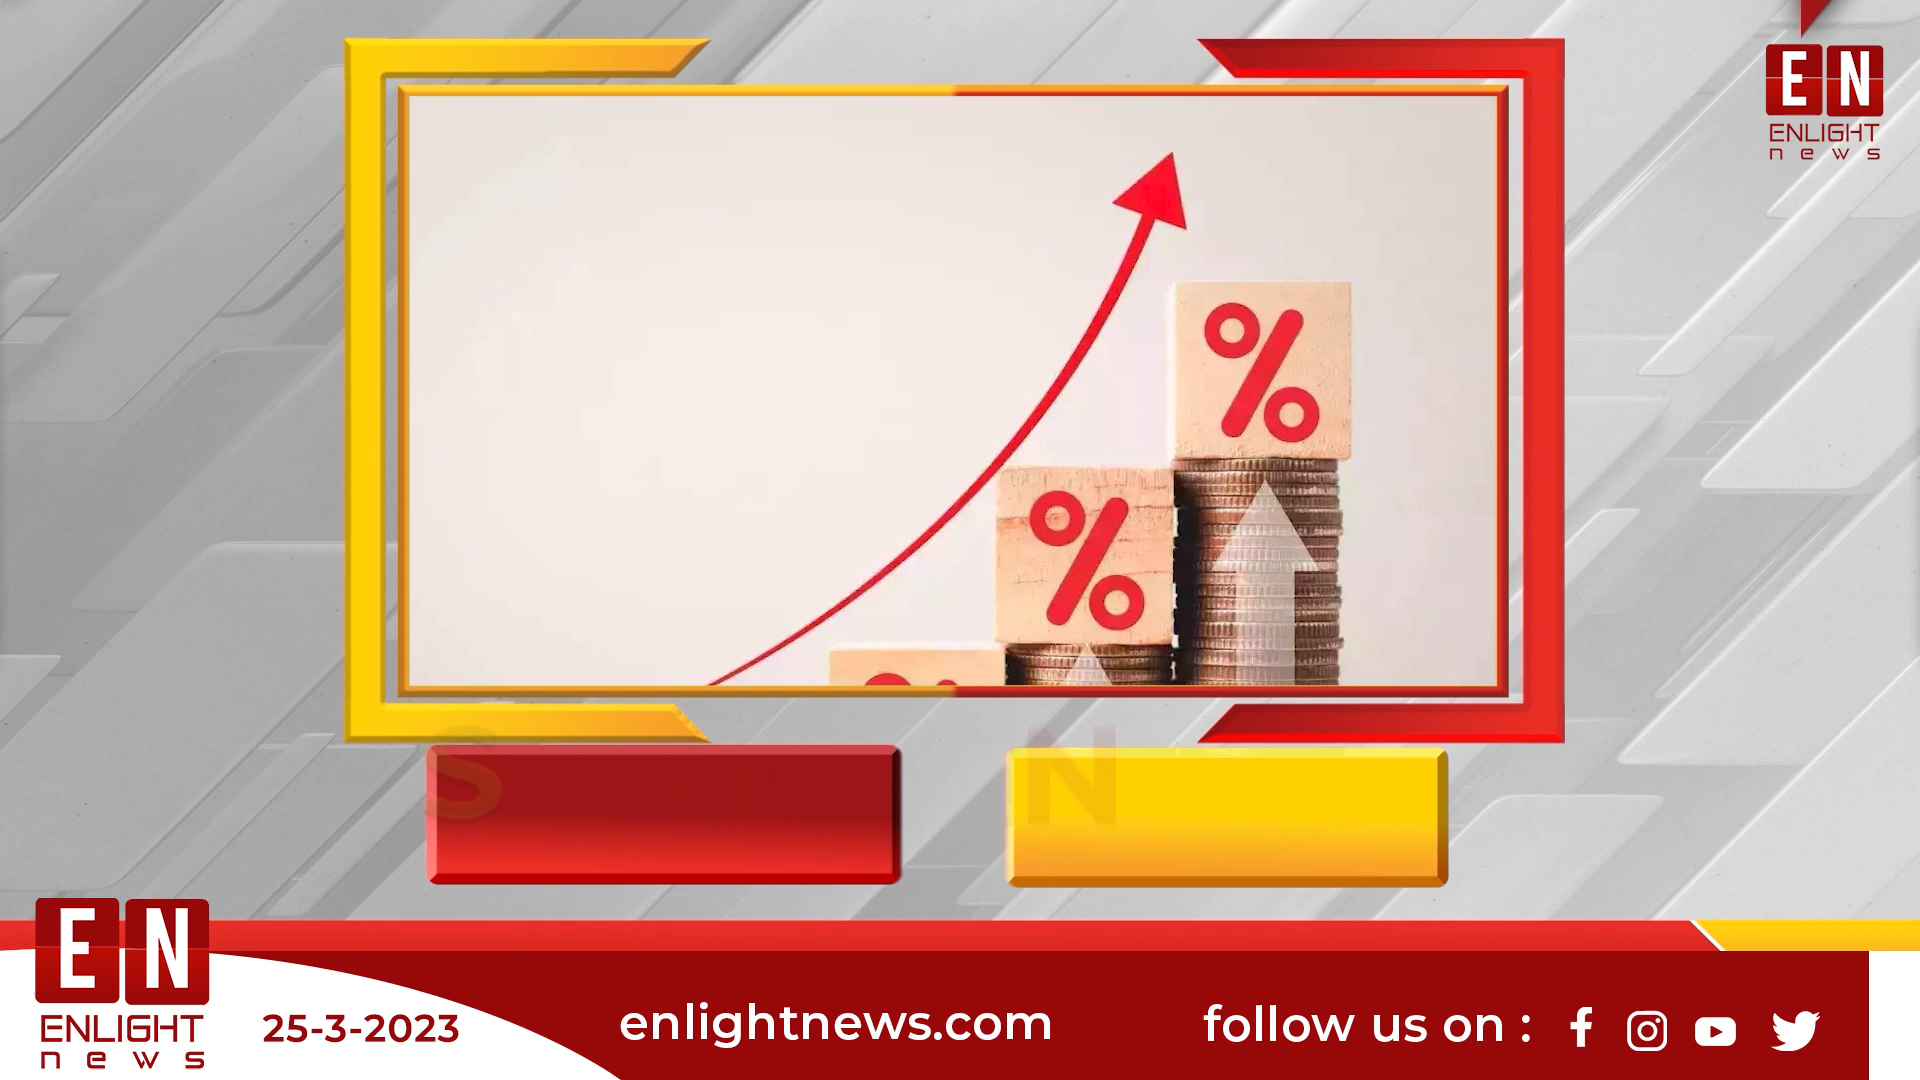 EN
ENLIGHT
news
%
%
S N
EN
ENLIGHT
news
25-3-2023
enlightnews.com
follow us on :